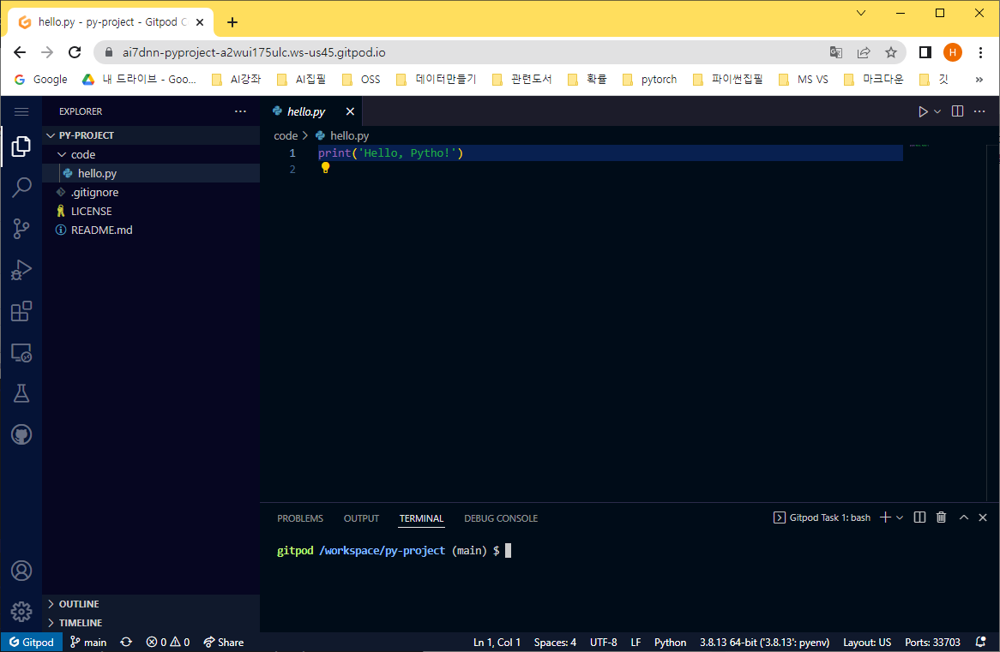 hello.py - py-project - Gitpod C
ai7dnn-pyproject-a2wui175ulc.ws-us45.gitpod.io
H
Google 내 드라이브 - Goo... AI강좌 AI집필 OSS 데이터만들기 관련도서 확률 pytorch 파이썬집필 MS VS 마크다운 깃 »
EXPLORER
PY-PROJECT
code
hello.py
.gitignore
LICENSE
README.md
OUTLINE
TIMELINE
hello.py
code > hello.py
1 print('Hello, Pytho!')
2
PROBLEMS OUTPUT TERMINAL DEBUG CONSOLE Gitpod Task 1: bash
gitpod /workspace/py-project (main) $
Gitpod main 0 0 Share Ln 1, Col 1 Spaces: 4 UTF-8 LF Python 3.8.13 64-bit ('3.8.13': pyenv) Layout: US Ports: 33703